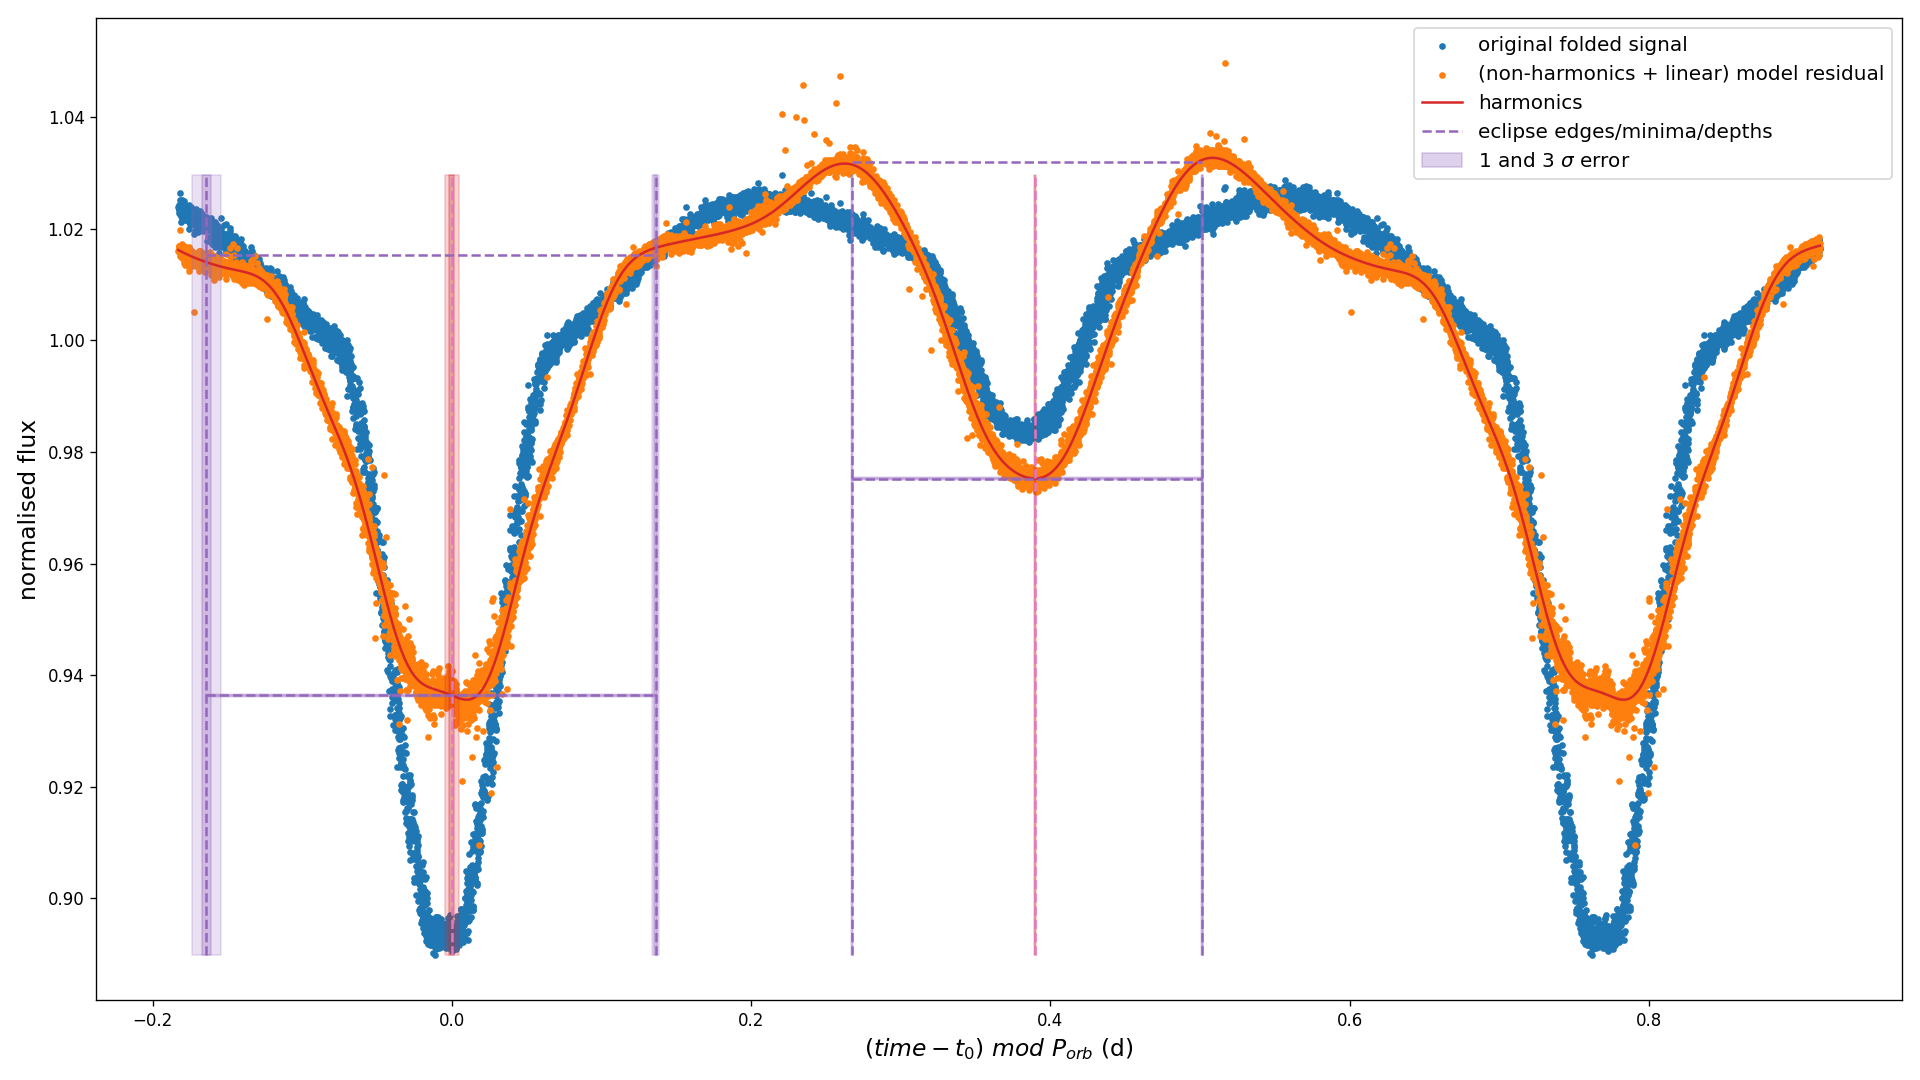 original folded signal
(non-harmonics + linear) model residual
harmonics
eclipse edges/minima/depths
1 and 3 σ error
normalised flux
1.04
1.02
1.00
0.98
0.96
0.94
0.92
0.90
−0.2
0.0
0.2
0.4
0.6
0.8
(time − t₀) mod Pₒᵣb (d)